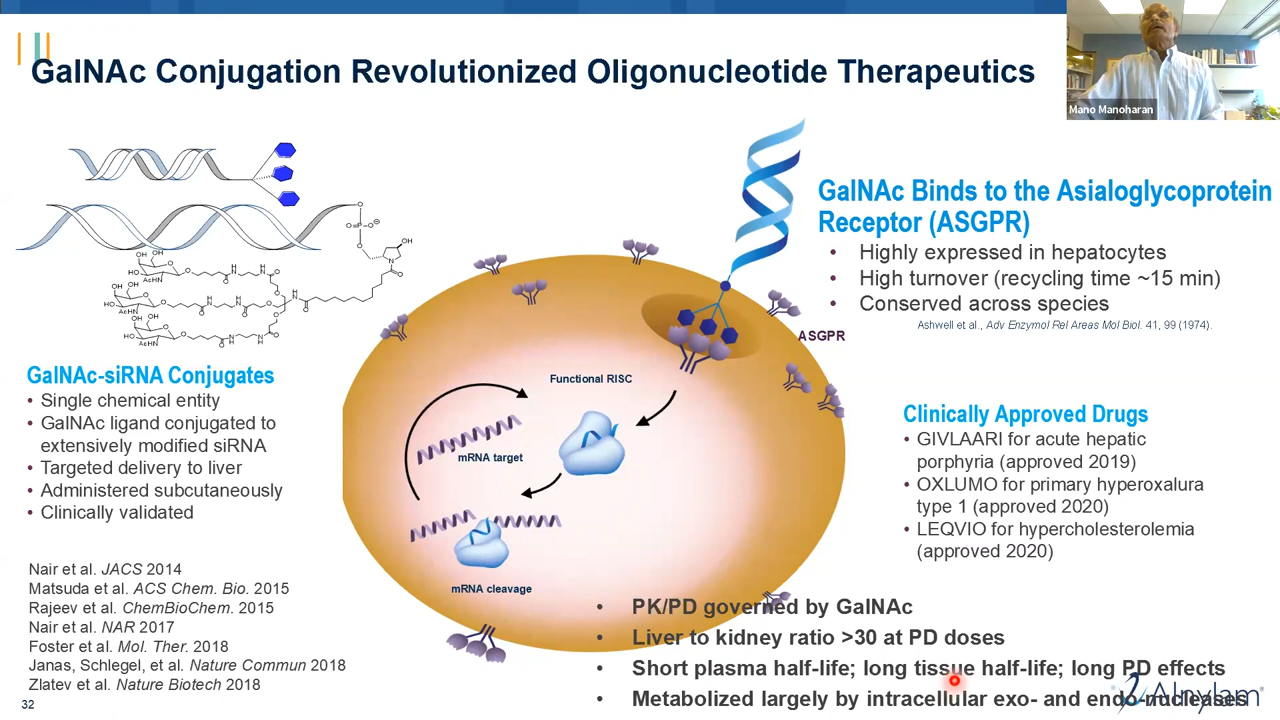 GalNAc Conjugation Revolutionized Oligonucleotide Therapeutics
Mano Manoharan
GalNAc Binds to the Asialoglycoprotein
Receptor (ASGPR)
• Highly expressed in hepatocytes
• High turnover (recycling time ~15 min)
• Conserved across species
Ashwell et al., Adv Enzymol Rel Areas Mol Biol. 41, 99 (1974).
ASGPR
GalNAc-siRNA Conjugates
• Single chemical entity
• GalNAc ligand conjugated to
extensively modified siRNA
• Targeted delivery to liver
• Administered subcutaneously
• Clinically validated
Functional RISC
mRNA target
mRNA cleavage
Clinically Approved Drugs
• GIVLAARI for acute hepatic
porphyria (approved 2019)
• OXLUMO for primary hyperoxalura
type 1 (approved 2020)
• LEQVIO for hypercholesterolemia
(approved 2020)
Nair et al. JACS 2014
Matsuda et al. ACS Chem. Bio. 2015
Rajeev et al. ChemBioChem. 2015
Nair et al. NAR 2017
Foster et al. Mol. Ther. 2018
Janas, Schlegel, et al. Nature Commun 2018
Zlatev et al. Nature Biotech 2018
• PK/PD governed by GalNAc
• Liver to kidney ratio >30 at PD doses
• Short plasma half-life; long tissue half-life; long PD effects
• Metabolized largely by intracellular exo- and endo-nucleases
Alnylam
32